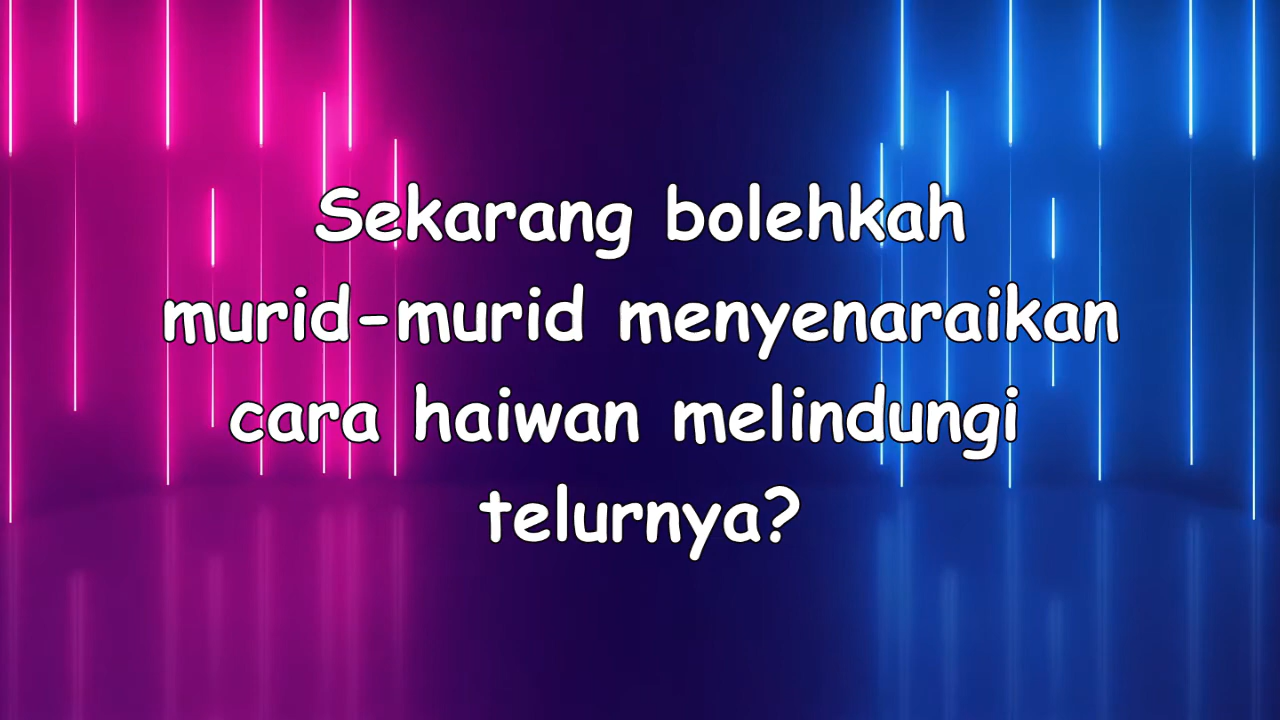 Sekarang bolehkah
murid-murid menyenaraikan
cara haiwan melindungi
telurnya?